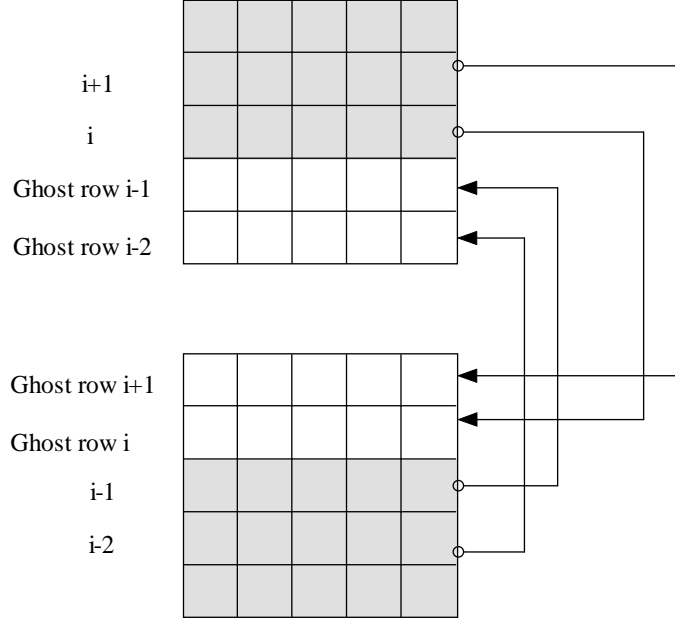 i+1
i
Ghost row i-1
Ghost row i-2
Ghost row i+1
Ghost row i
i-1
i-2